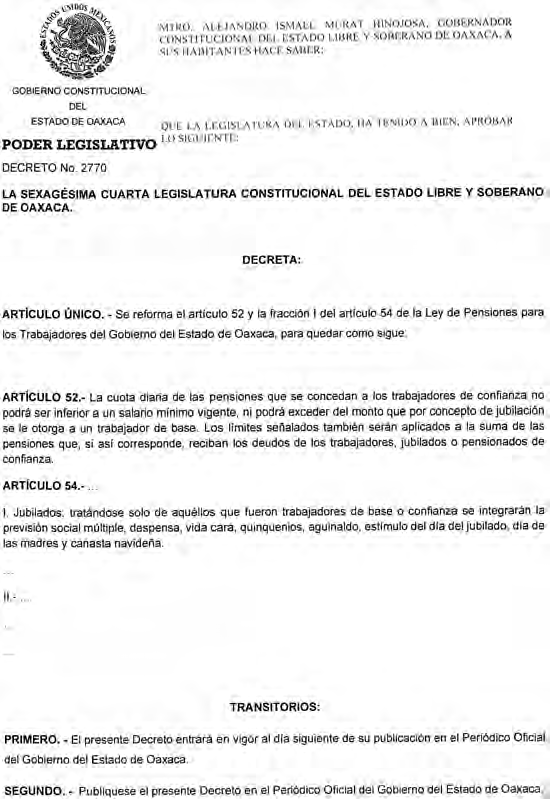 ESTADOS UNIDOS MEXICANOS
MTRO. ALEJANDRO ISMAEL MURAT HINOJOSA, GOBERNADOR
CONSTITUCIONAL DEL ESTADO LIBRE Y SOBERANO DE OAXACA, A
SUS HABITANTES HACE SABER:
GOBIERNO CONSTITUCIONAL
DEL
ESTADO DE OAXACA
QUE LA LEGISLATURA DEL ESTADO, HA TENIDO A BIEN, APROBAR
LO SIGUIENTE:
PODER LEGISLATIVO
DECRETO No. 2770
LA SEXAGÉSIMA CUARTA LEGISLATURA CONSTITUCIONAL DEL ESTADO LIBRE Y SOBERANO
DE OAXACA.
DECRETA:
ARTÍCULO ÚNICO. - Se reforma el artículo 52 y la fracción I del artículo 54 de la Ley de Pensiones para
los Trabajadores del Gobierno del Estado de Oaxaca, para quedar como sigue:
ARTÍCULO 52.- La cuota diaria de las pensiones que se concedan a los trabajadores de confianza no
podrá ser inferior a un salario mínimo vigente, ni podrá exceder del monto que por concepto de jubilación
se le otorga a un trabajador de base. Los límites señalados también serán aplicados a la suma de las
pensiones que, si así corresponde, reciban los deudos de los trabajadores, jubilados o pensionados de
confianza.
ARTÍCULO 54.- ...
I. Jubilados: tratándose solo de aquéllos que fueron trabajadores de base o confianza se integrarán la
previsión social múltiple, despensa, vida cara, quinquenios, aguinaldo, estímulo del día del jubilado, día de
las madres y canasta navideña.
...
II.- ...
...
...
TRANSITORIOS:
PRIMERO. - El presente Decreto entrará en vigor al día siguiente de su publicación en el Periódico Oficial
del Gobierno del Estado de Oaxaca.
SEGUNDO. - Publíquese el presente Decreto en el Periódico Oficial del Gobierno del Estado de Oaxaca.